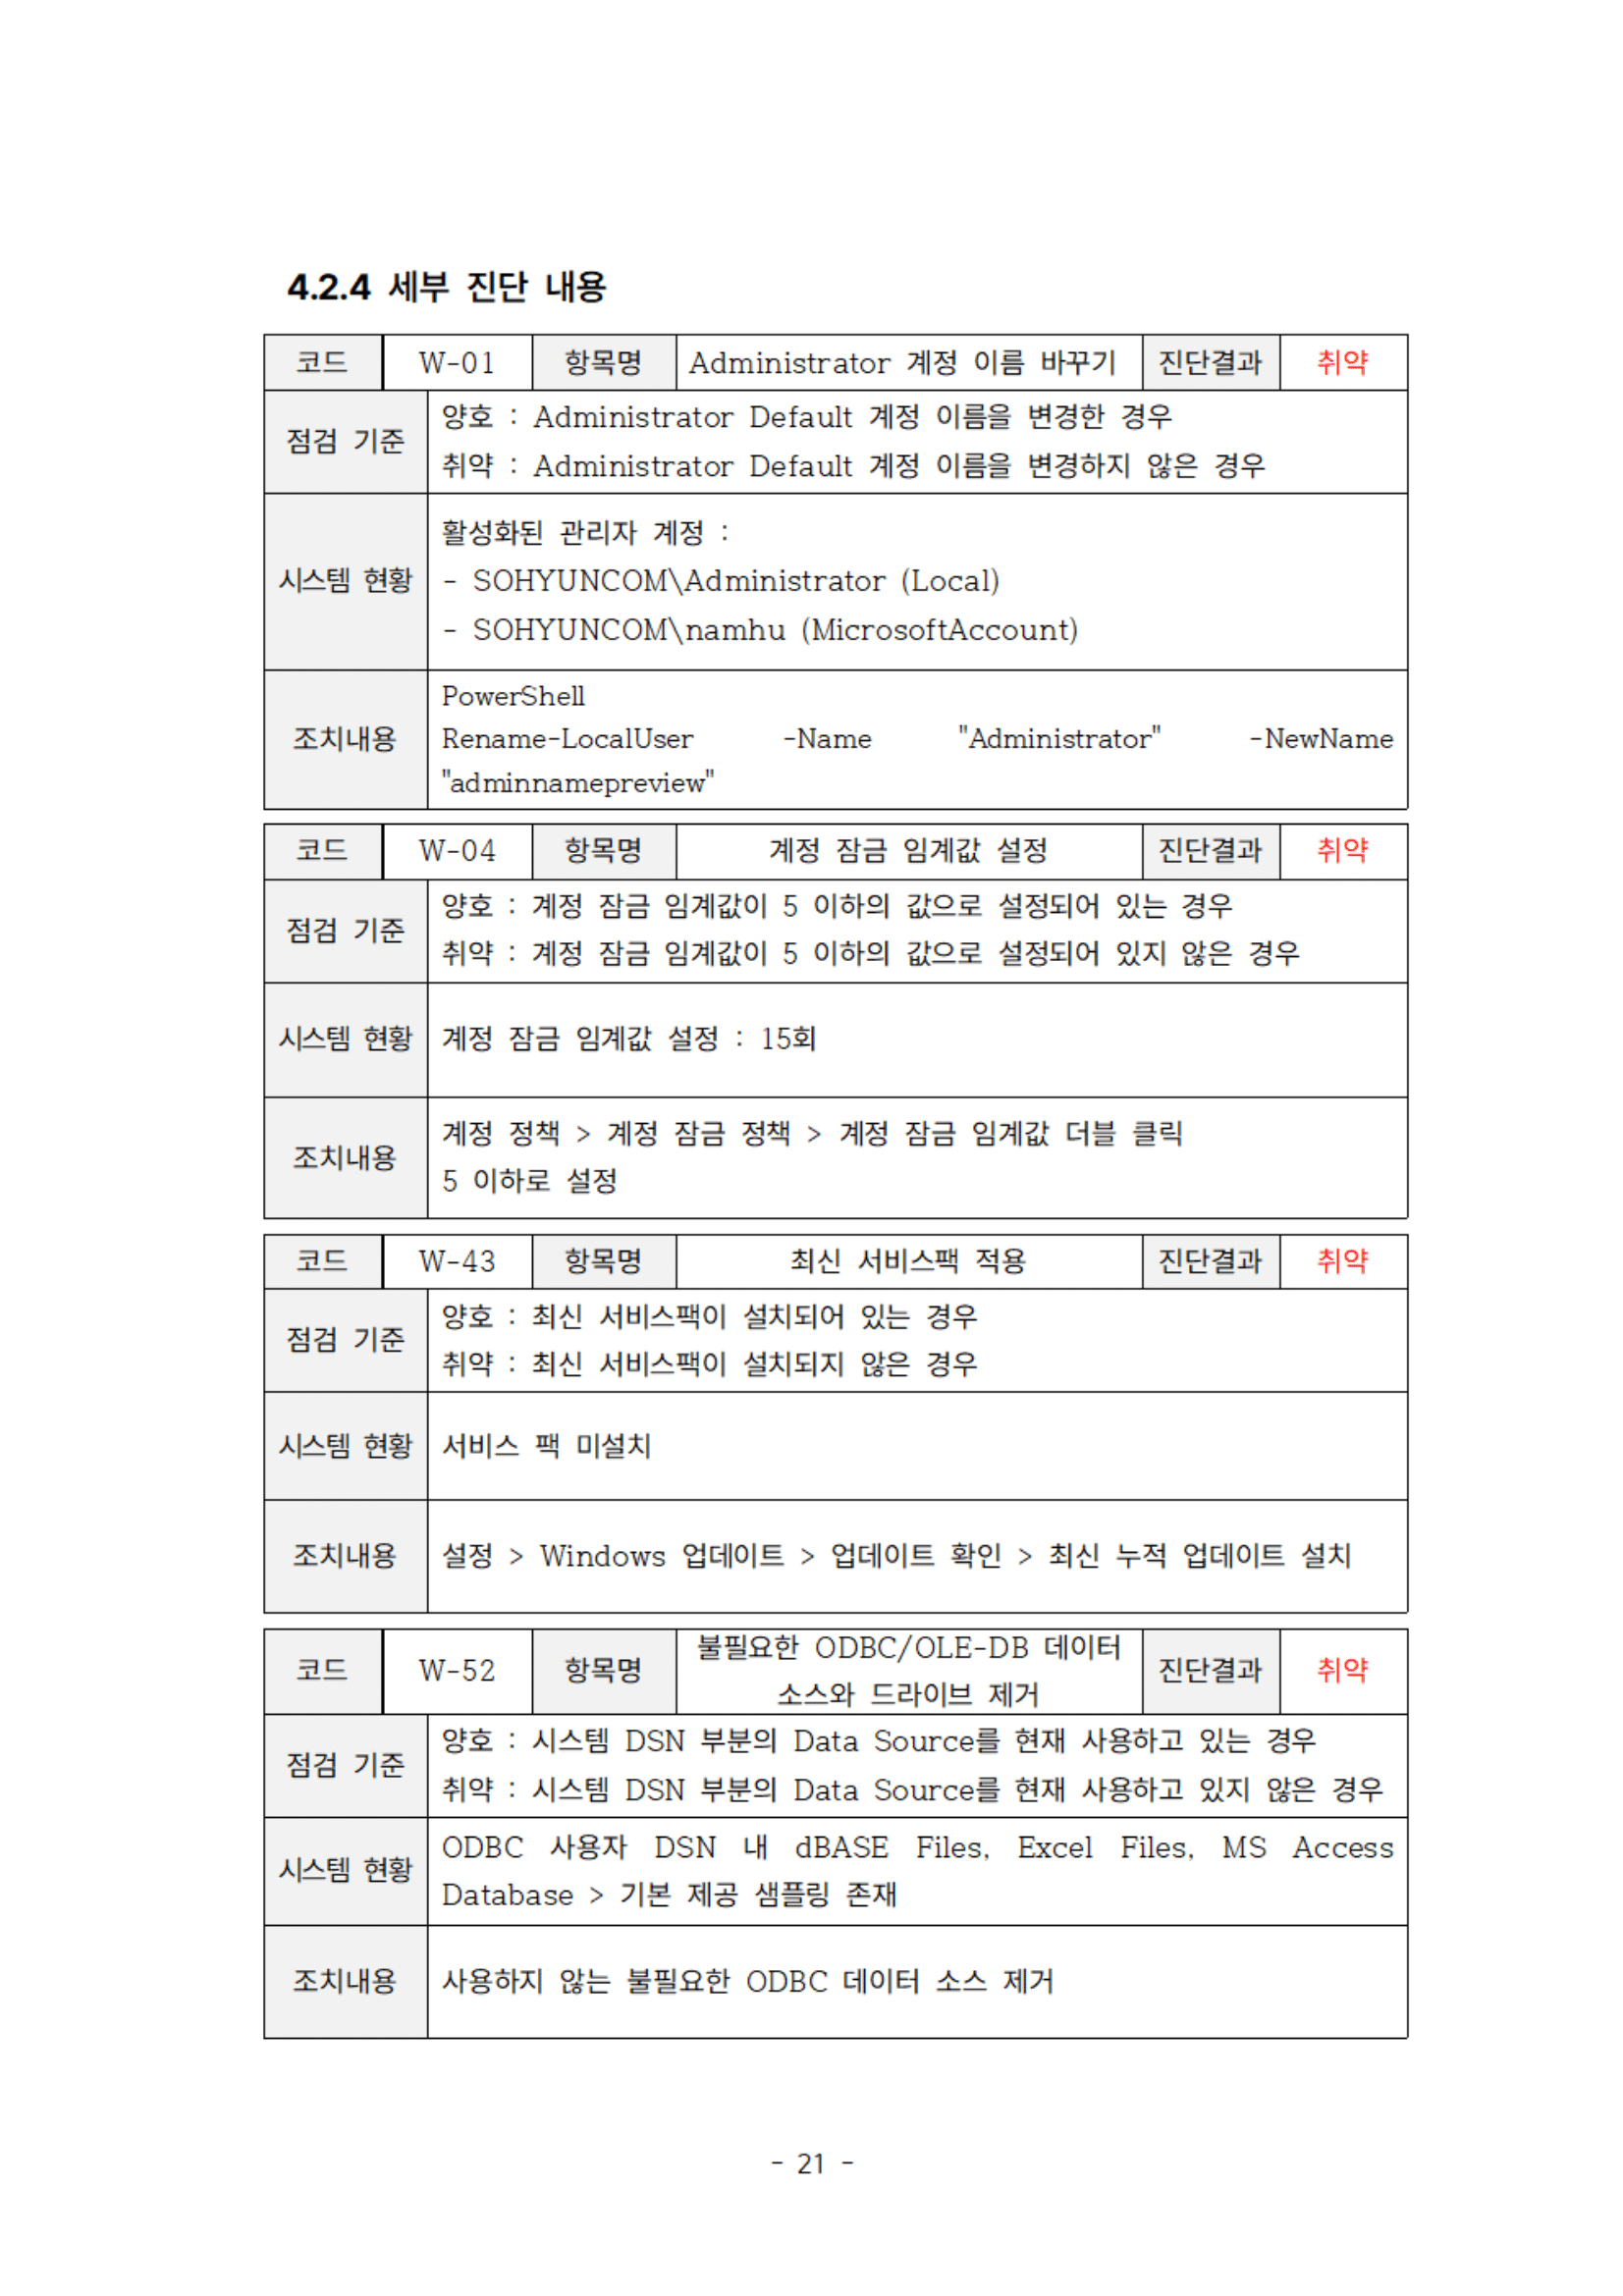 4.2.4 세부 진단 내용
코드 W-01 항목명 Administrator 계정 이름 바꾸기 진단결과 취약
점검 기준
양호 : Administrator Default 계정 이름을 변경한 경우
취약 : Administrator Default 계정 이름을 변경하지 않은 경우
시스템 현황
활성화된 관리자 계정 :
- SOHYUNCOM\Administrator (Local)
- SOHYUNCOM\namhu (MicrosoftAccount)
조치내용
PowerShell
Rename-LocalUser -Name "Administrator" -NewName
"adminnamepreview"
코드 W-04 항목명 계정 잠금 임계값 설정 진단결과 취약
점검 기준
양호 : 계정 잠금 임계값이 5 이하의 값으로 설정되어 있는 경우
취약 : 계정 잠금 임계값이 5 이하의 값으로 설정되어 있지 않은 경우
시스템 현황
계정 잠금 임계값 설정 : 15회
조치내용
계정 정책 > 계정 잠금 정책 > 계정 잠금 임계값 더블 클릭
5 이하로 설정
코드 W-43 항목명 최신 서비스팩 적용 진단결과 취약
점검 기준
양호 : 최신 서비스팩이 설치되어 있는 경우
취약 : 최신 서비스팩이 설치되지 않은 경우
시스템 현황
서비스 팩 미설치
조치내용
설정 > Windows 업데이트 > 업데이트 확인 > 최신 누적 업데이트 설치
코드 W-52 항목명 불필요한 ODBC/OLE-DB 데이터
소스와 드라이브 제거 진단결과 취약
점검 기준
양호 : 시스템 DSN 부분의 Data Source를 현재 사용하고 있는 경우
취약 : 시스템 DSN 부분의 Data Source를 현재 사용하고 있지 않은 경우
시스템 현황
ODBC 사용자 DSN 내 dBASE Files, Excel Files, MS Access
Database > 기본 제공 샘플링 존재
조치내용
사용하지 않는 불필요한 ODBC 데이터 소스 제거
- 21 -